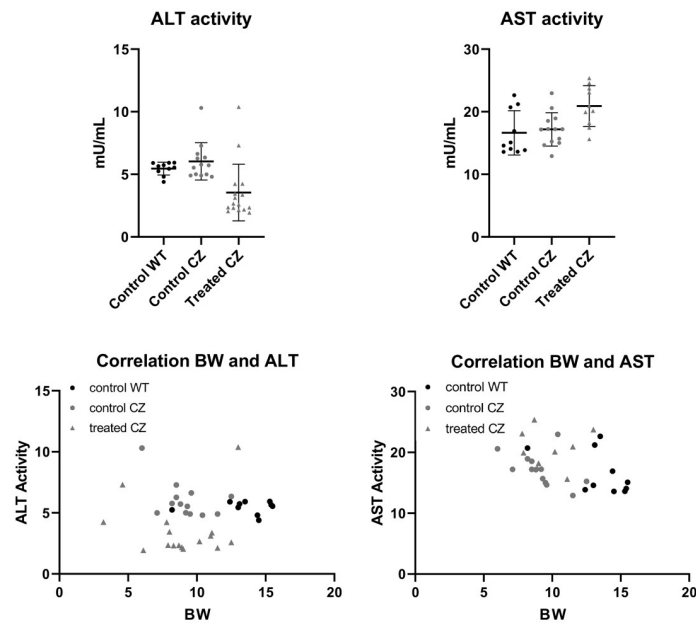 ALT activity
15
10
5
0
mU/mL
Control WT
Control CZ
Treated CZ
AST activity
30
20
10
0
mU/mL
Control WT
Control CZ
Treated CZ
Correlation BW and ALT
control WT
control CZ
treated CZ
15
10
5
0
ALT Activity
0 5 10 15 20
BW
Correlation BW and AST
control WT
control CZ
treated CZ
30
20
10
0
AST Activity
0 5 10 15 20
BW